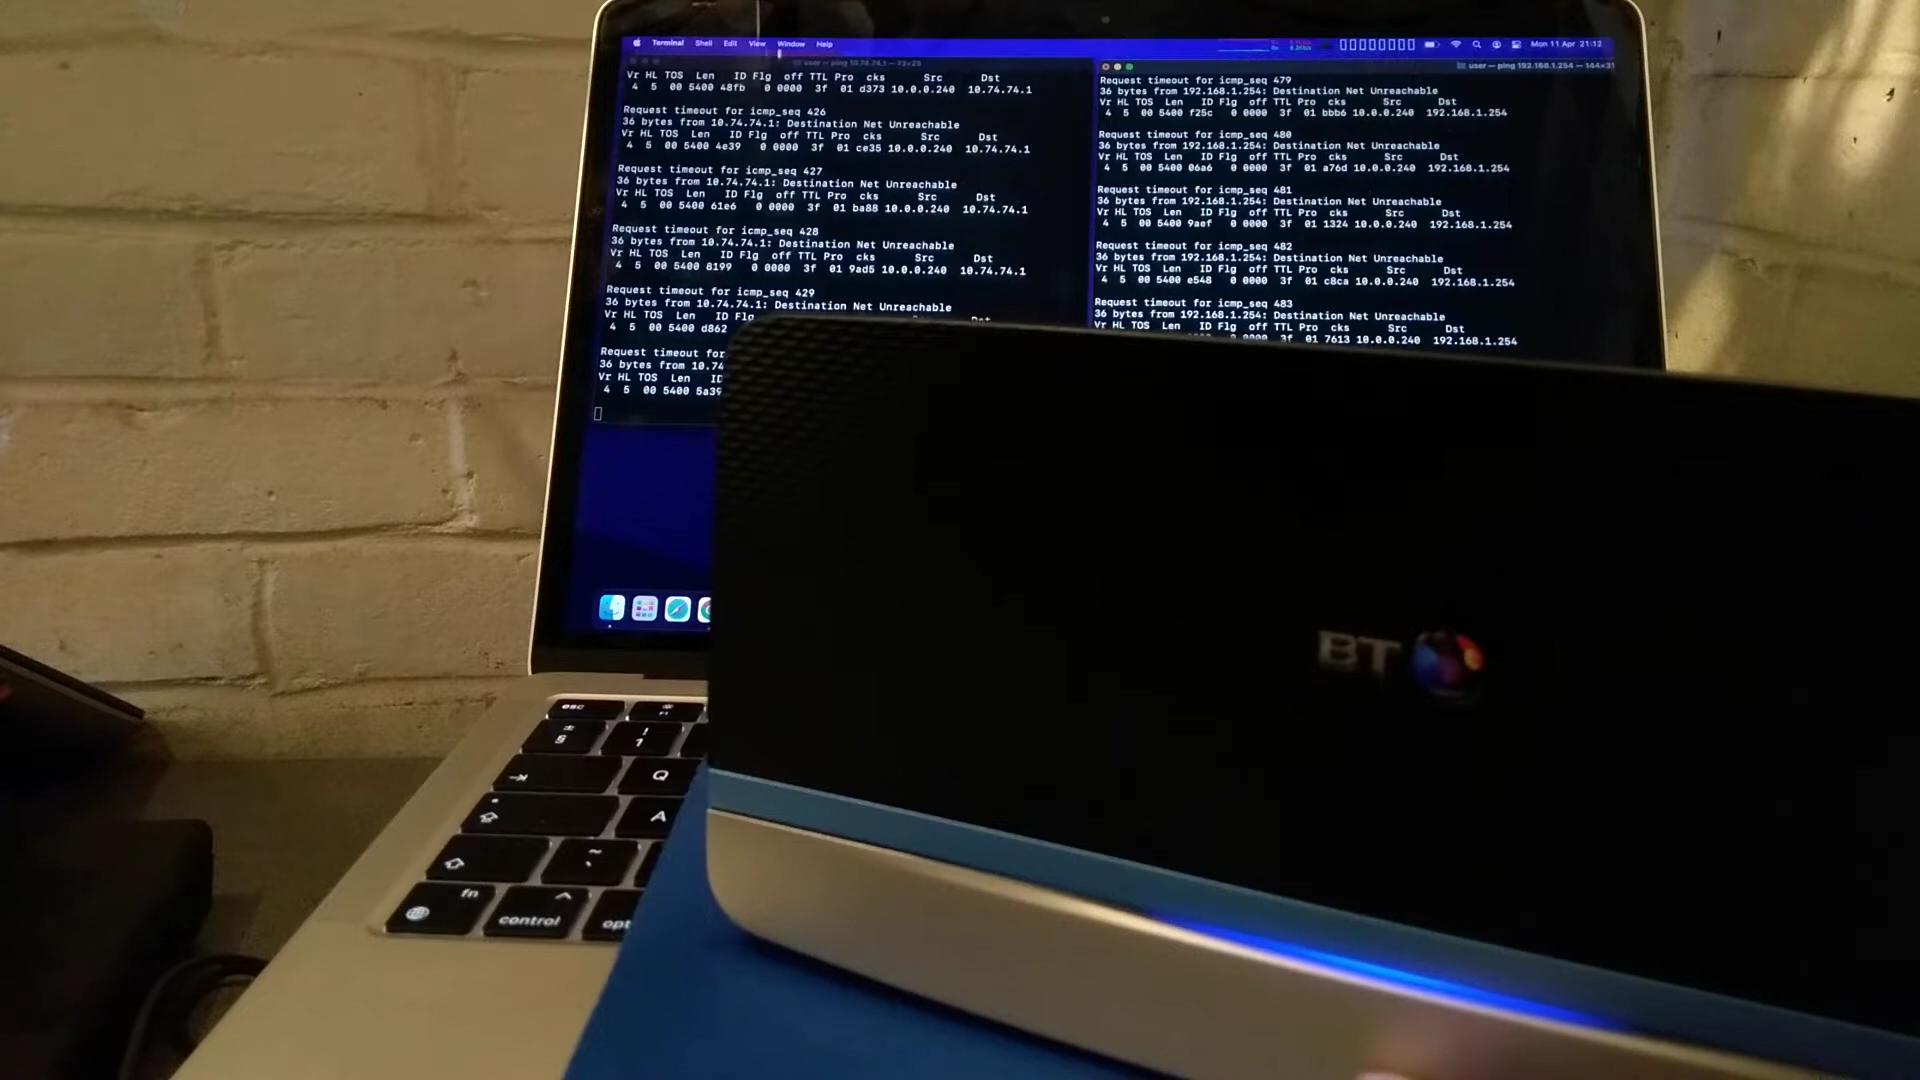 Terminal Shell Edit View Window Help
Mon 11 Apr 21:12
user — ping 10.74.74.1 — 73×23
Vr HL TOS Len ID Flg off TTL Pro cks Src Dst
4 5 00 5400 48fb 0 0000 3f 01 d373 10.0.0.240 10.74.74.1
Request timeout for icmp_seq 426
36 bytes from 10.74.74.1: Destination Net Unreachable
Vr HL TOS Len ID Flg off TTL Pro cks Src Dst
4 5 00 5400 4e39 0 0000 3f 01 ce35 10.0.0.240 10.74.74.1
Request timeout for icmp_seq 427
36 bytes from 10.74.74.1: Destination Net Unreachable
Vr HL TOS Len ID Flg off TTL Pro cks Src Dst
4 5 00 5400 61e6 0 0000 3f 01 ba88 10.0.0.240 10.74.74.1
Request timeout for icmp_seq 428
36 bytes from 10.74.74.1: Destination Net Unreachable
Vr HL TOS Len ID Flg off TTL Pro cks Src Dst
4 5 00 5400 8199 0 0000 3f 01 9ad5 10.0.0.240 10.74.74.1
Request timeout for icmp_seq 429
36 bytes from 10.74.74.1: Destination Net Unreachable
Vr HL TOS Len ID Flg
4 5 00 5400 d862
Request timeout for
36 bytes from 10.74
Vr HL TOS Len ID
4 5 00 5400 5a39
user — ping 192.168.1.254 — 144×31
Request timeout for icmp_seq 479
36 bytes from 192.168.1.254: Destination Net Unreachable
Vr HL TOS Len ID Flg off TTL Pro cks Src Dst
4 5 00 5400 f25c 0 0000 3f 01 bbb6 10.0.0.240 192.168.1.254
Request timeout for icmp_seq 480
36 bytes from 192.168.1.254: Destination Net Unreachable
Vr HL TOS Len ID Flg off TTL Pro cks Src Dst
4 5 00 5400 06a6 0 0000 3f 01 a76d 10.0.0.240 192.168.1.254
Request timeout for icmp_seq 481
36 bytes from 192.168.1.254: Destination Net Unreachable
Vr HL TOS Len ID Flg off TTL Pro cks Src Dst
4 5 00 5400 9aef 0 0000 3f 01 1324 10.0.0.240 192.168.1.254
Request timeout for icmp_seq 482
36 bytes from 192.168.1.254: Destination Net Unreachable
Vr HL TOS Len ID Flg off TTL Pro cks Src Dst
4 5 00 5400 e548 0 0000 3f 01 c8ca 10.0.0.240 192.168.1.254
Request timeout for icmp_seq 483
36 bytes from 192.168.1.254: Destination Net Unreachable
Vr HL TOS Len ID Flg off TTL Pro cks Src Dst
0 0000 3f 01 7613 10.0.0.240 192.168.1.254
BT
esc F1
± § ! 1
Q
A
~ `
fn control opt